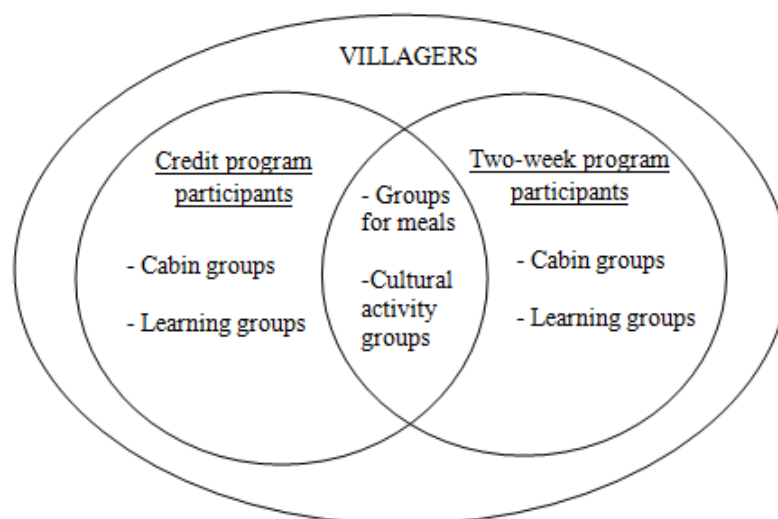 VILLAGERS
Credit program
participants
- Cabin groups
- Learning groups
- Groups
for meals
-Cultural
activity
groups
Two-week program
participants
- Cabin groups
- Learning groups